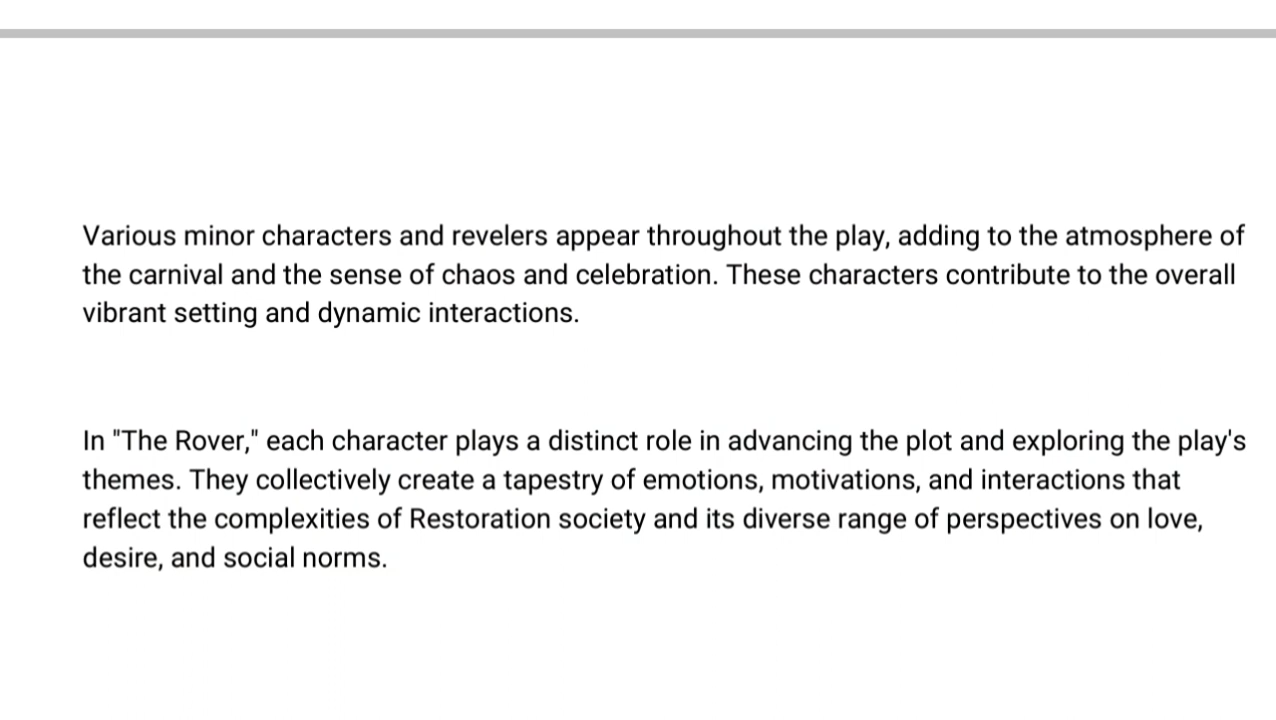 Various minor characters and revelers appear throughout the play, adding to the atmosphere of
the carnival and the sense of chaos and celebration. These characters contribute to the overall
vibrant setting and dynamic interactions.
In "The Rover," each character plays a distinct role in advancing the plot and exploring the play's
themes. They collectively create a tapestry of emotions, motivations, and interactions that
reflect the complexities of Restoration society and its diverse range of perspectives on love,
desire, and social norms.